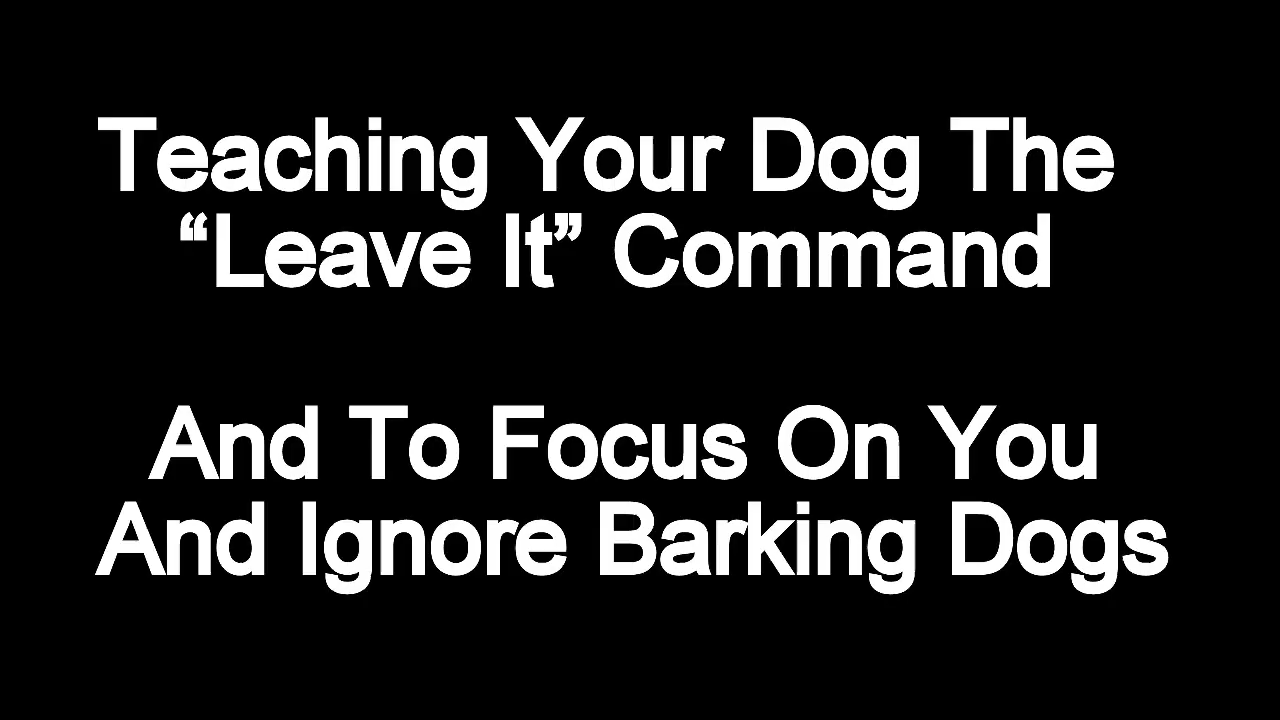 Teaching Your Dog The
“Leave It” Command
And To Focus On You
And Ignore Barking Dogs